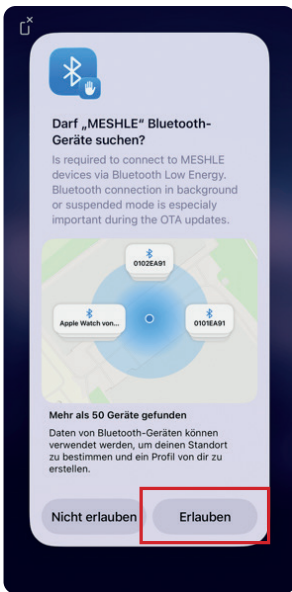 Darf „MESHLE“ Bluetooth-
Geräte suchen?
Is required to connect to MESHLE
devices via Bluetooth Low Energy.
Bluetooth connection in background
or suspended mode is especialy
important during the OTA updates.
0102EA91
Apple Watch von...
0101EA91
Mehr als 50 Geräte gefunden
Daten von Bluetooth-Geräten können
verwendet werden, um deinen Standort
zu bestimmen und ein Profil von dir zu
erstellen.
Nicht erlauben
Erlauben